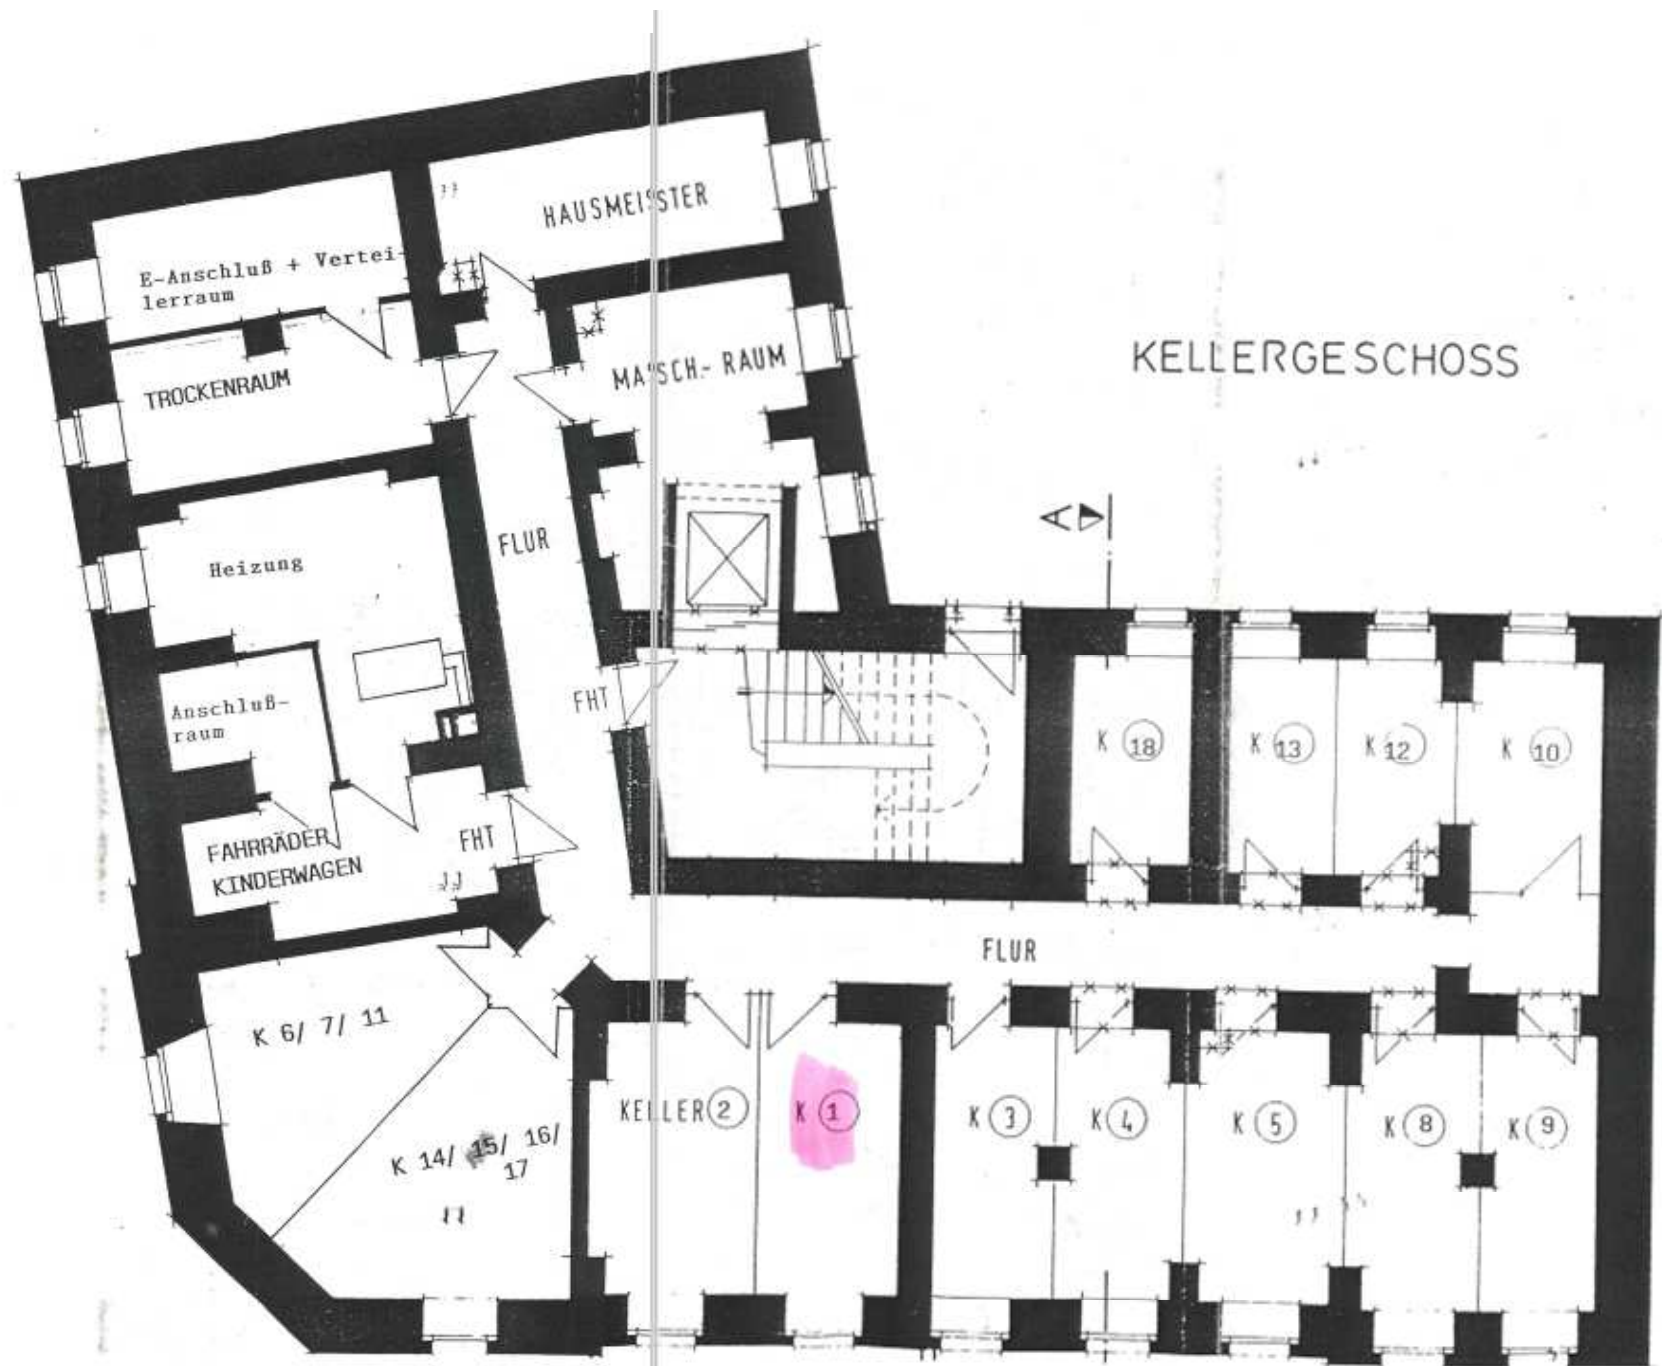 HAUSMEISTER
E-Anschluß + Vertei-
lerraum
TROCKENRAUM
MASCH.- RAUM
KELLERGESCHOSS
A
FLUR
Heizung
FHT
Anschluß-
raum
K 18
K 13
K 12
K 10
FHT
FAHRRÄDER
KINDERWAGEN
FLUR
K 6/ 7/ 11
K 14/ 15/ 16/
17
KELLER 2
K 1
K 3
K 4
K 5
K 8
K 9